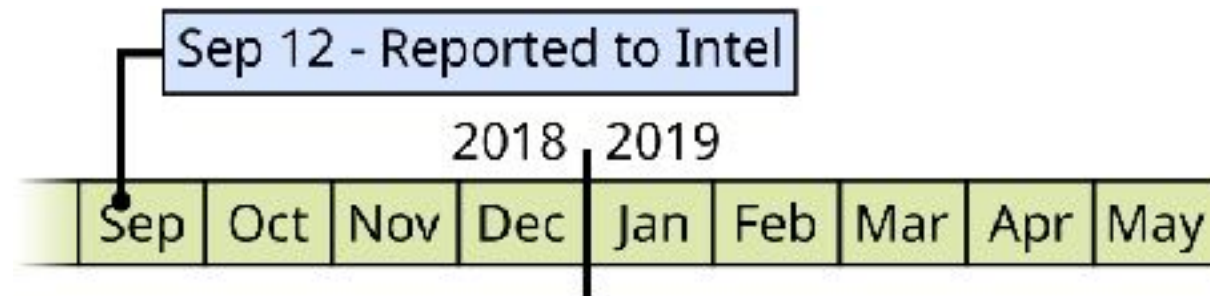 Sep 12 - Reported to Intel
2018 2019
Sep Oct Nov Dec Jan Feb Mar Apr May